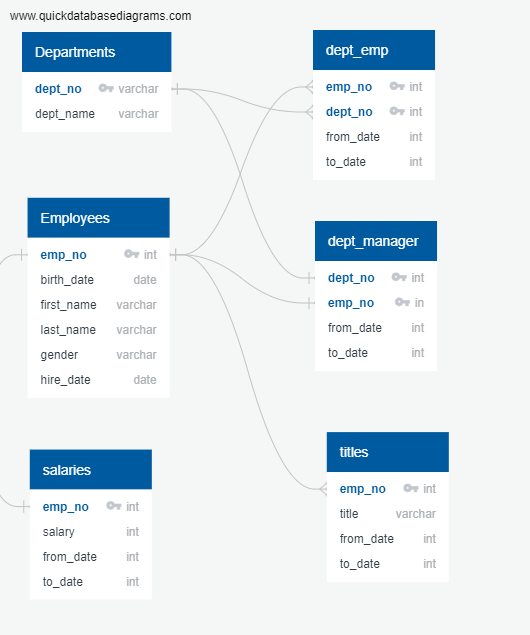 www.quickdatabasediagrams.com
Departments
dept_no varchar
dept_name varchar
dept_emp
emp_no int
dept_no int
from_date int
to_date int
Employees
emp_no int
birth_date date
first_name varchar
last_name varchar
gender varchar
hire_date date
dept_manager
dept_no int
emp_no in
from_date int
to_date int
salaries
emp_no int
salary int
from_date int
to_date int
titles
emp_no int
title varchar
from_date int
to_date int